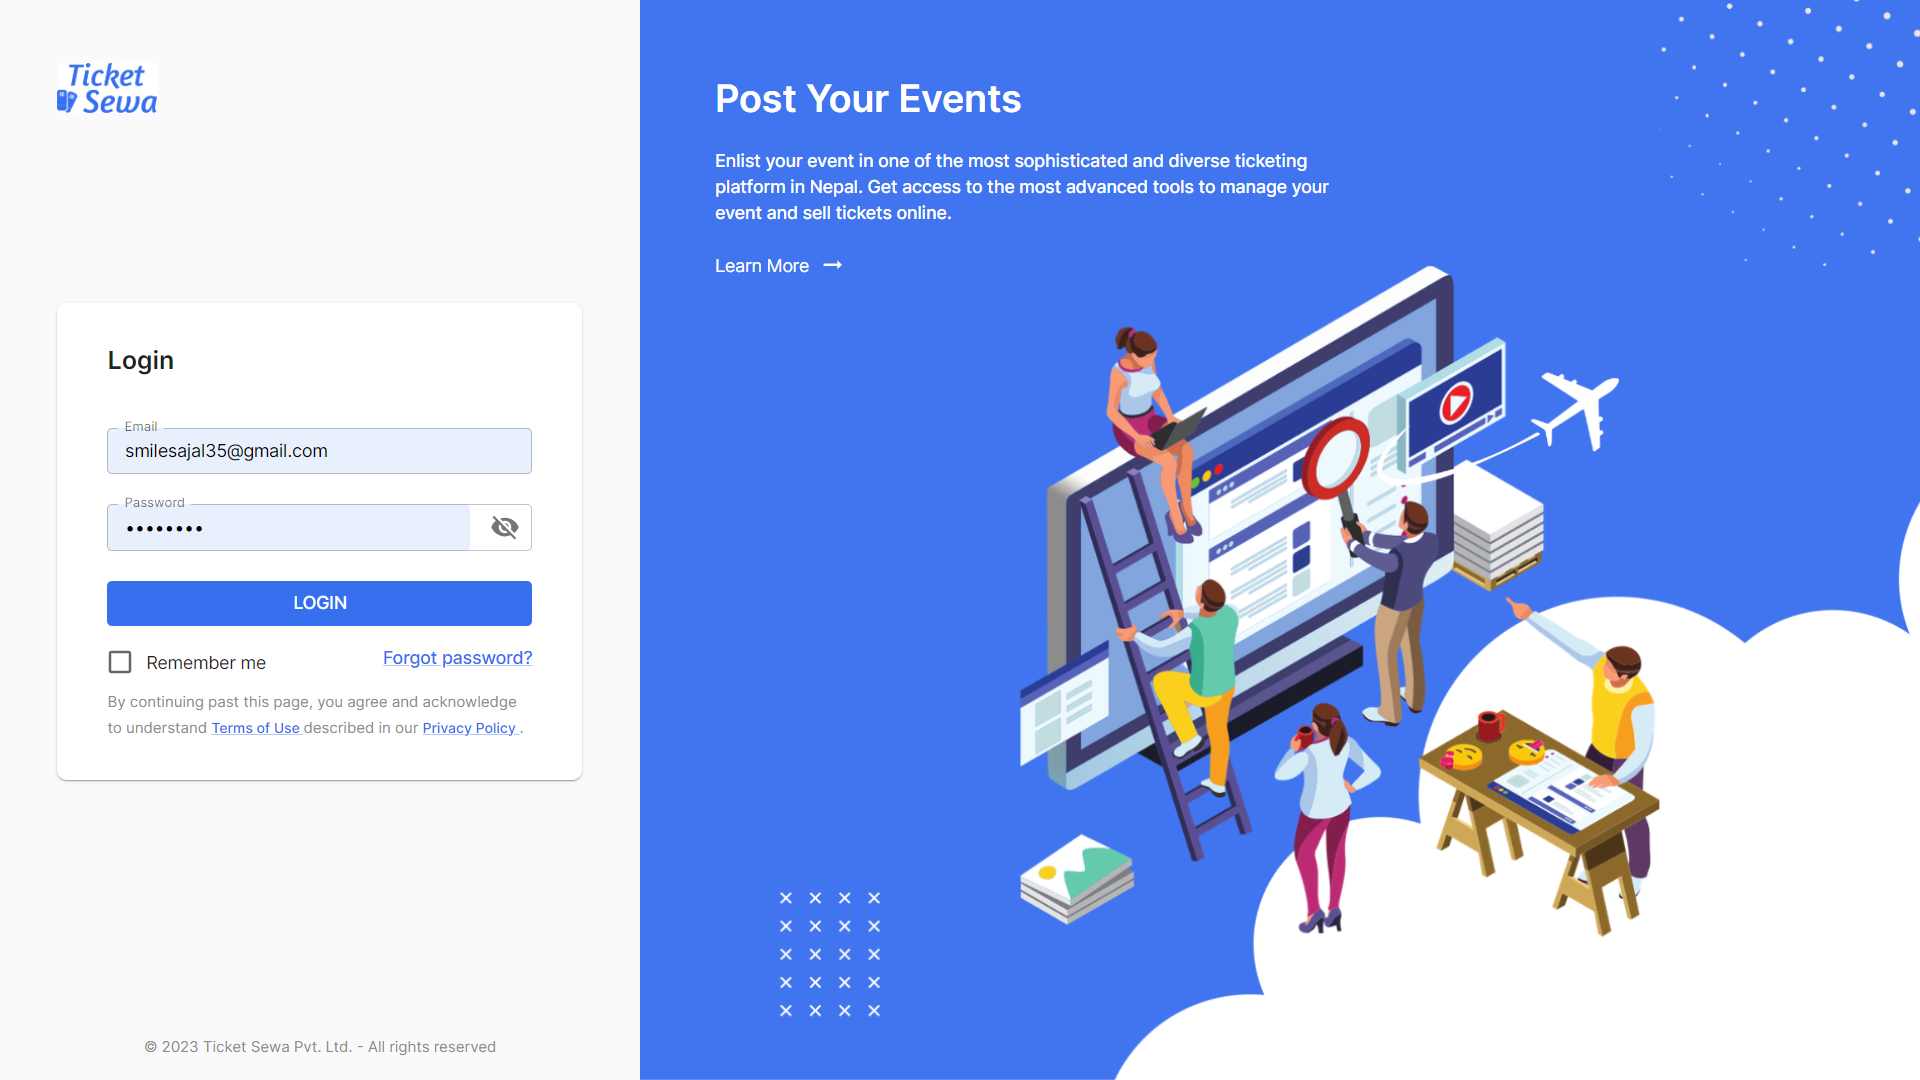 Ticket
Sewa
Login
Email
smilesajal35@gmail.com
Password
••••••••
LOGIN
Remember me
Forgot password?
By continuing past this page, you agree and acknowledge
to understand Terms of Use described in our Privacy Policy .
© 2023 Ticket Sewa Pvt. Ltd. - All rights reserved
Post Your Events
Enlist your event in one of the most sophisticated and diverse ticketing
platform in Nepal. Get access to the most advanced tools to manage your
event and sell tickets online.
Learn More →